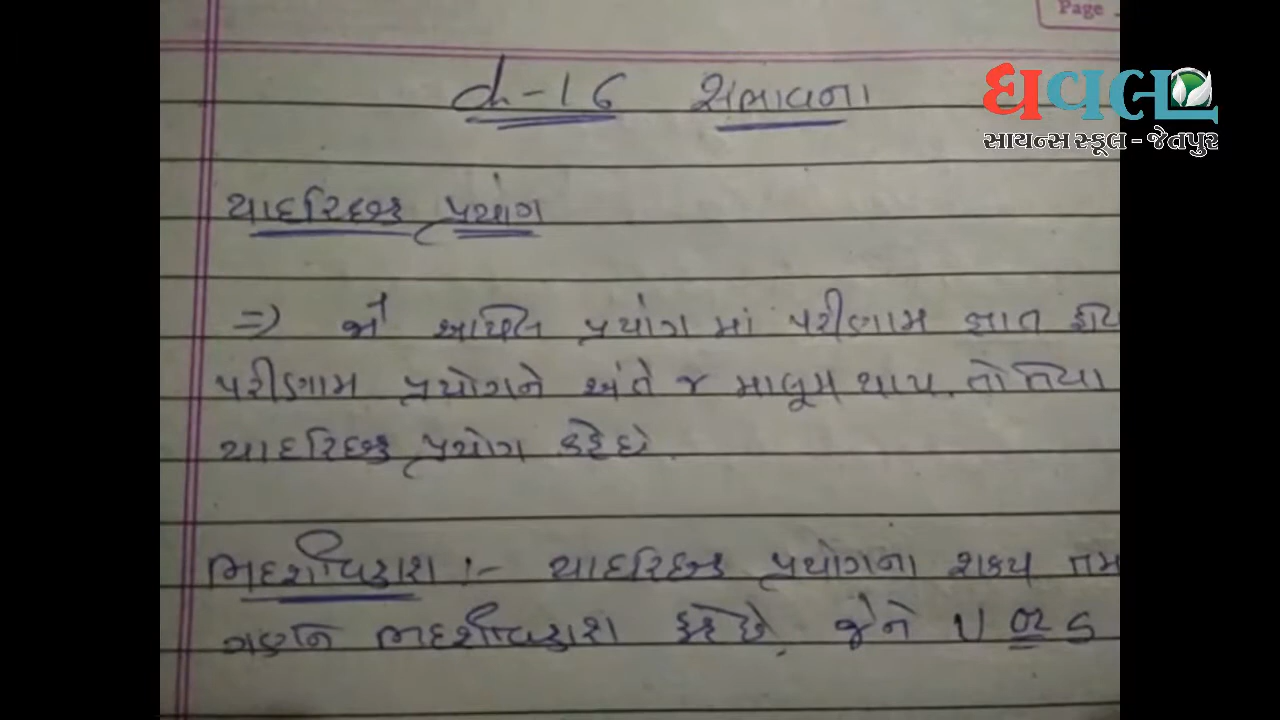 Page
ch-16 સંભાવના
ધવલ
સાયન્સ સ્કૂલ - જેતપુર
યાદચ્છિક પ્રયોગ
=> જો આપેલ પ્રયોગ માં પરીણામ જ્ઞાત હોય
પરીણામ પ્રયોગને અંતે જ માલૂમ થાય તો તેવા
યાદચ્છિક પ્રયોગ કહે છે.
નિદર્શાવકાશ :- યાદચ્છિક પ્રયોગના શક્ય તમ
ગણને નિદર્શાવકાશ કહે છે. જેને U or S